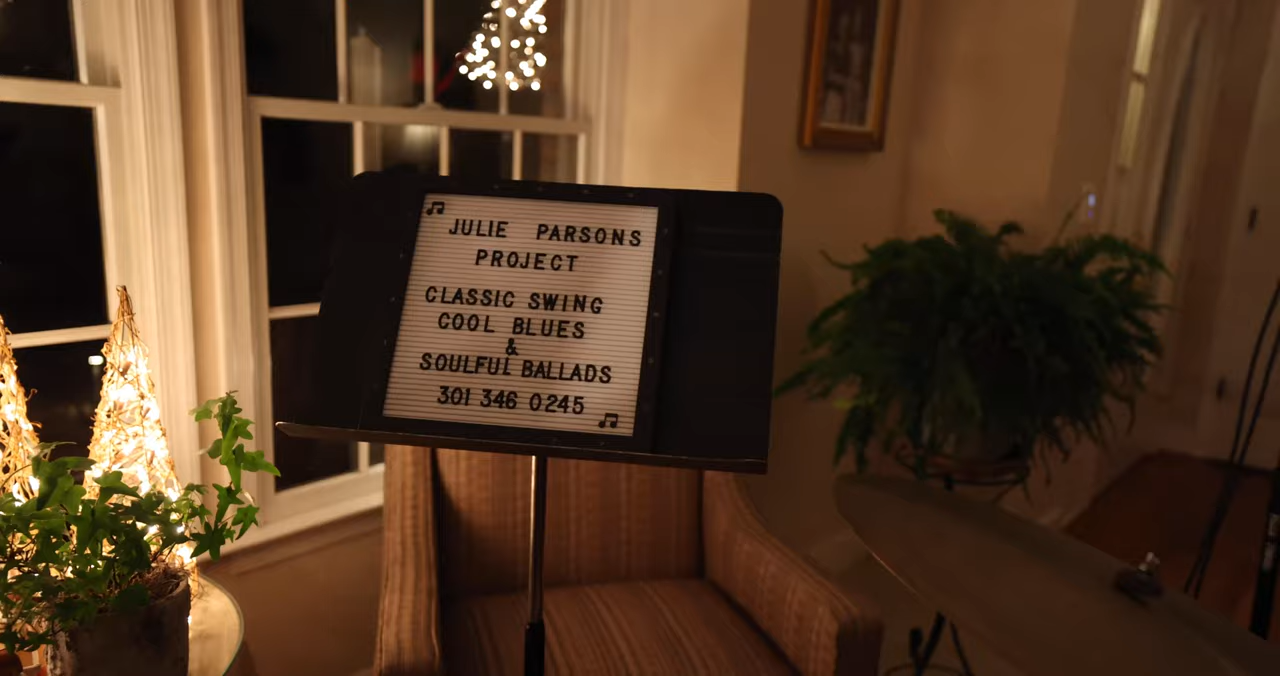 JULIE PARSONS
PROJECT
CLASSIC SWING
COOL BLUES
&
SOULFUL BALLADS
301 346 0245